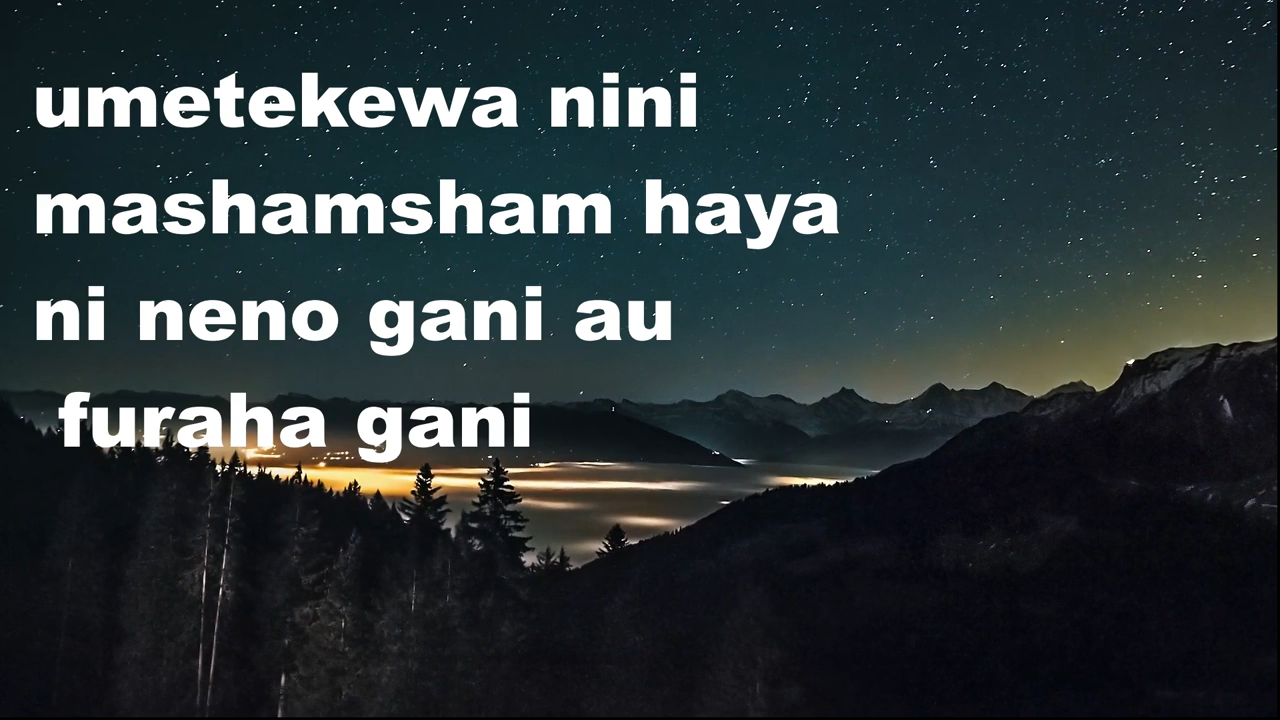 umetekewa nini
mashamsham haya
ni neno gani au
furaha gani